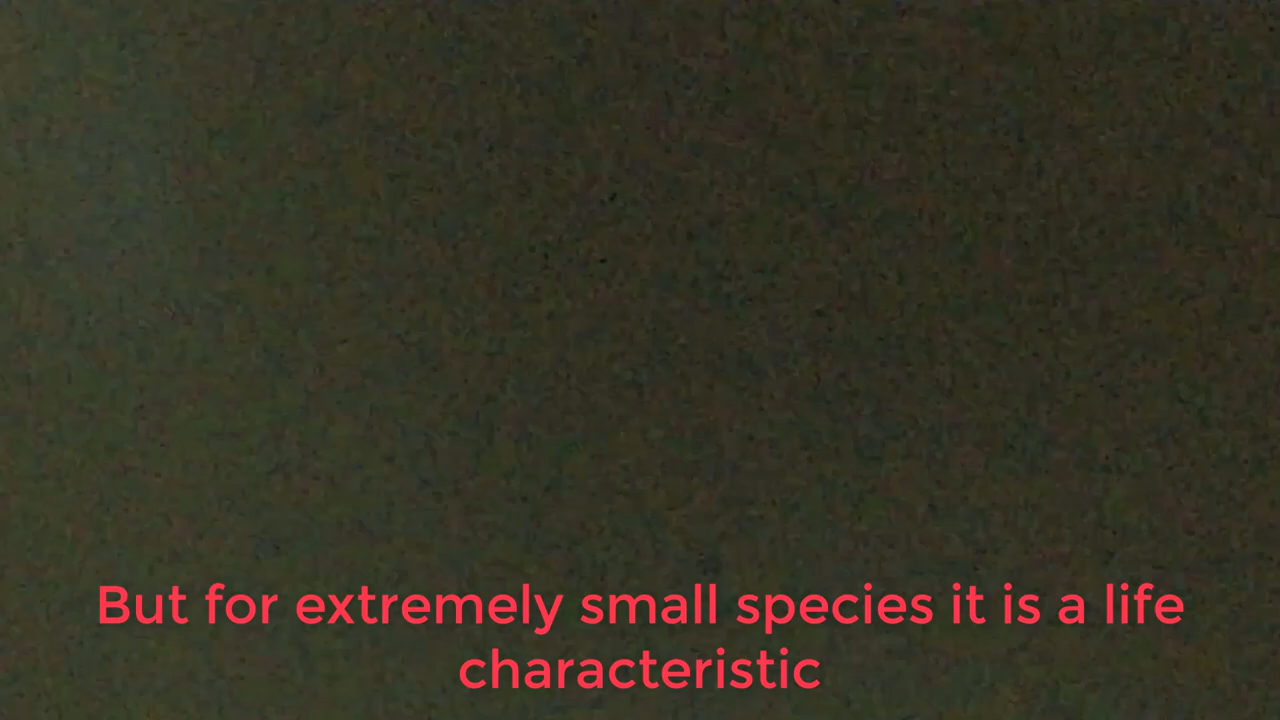 But for extremely small species it is a life
characteristic